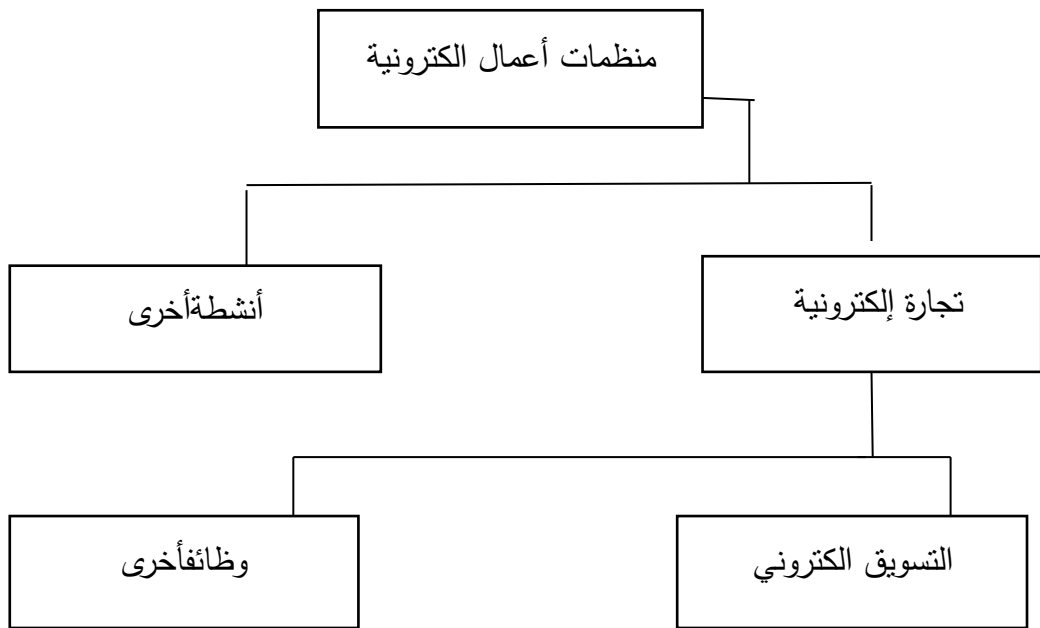 منظمات أعمال الكترونية
تجارة إلكترونية
أنشطةأخرى
التسويق الكتروني
وظائفأخرى